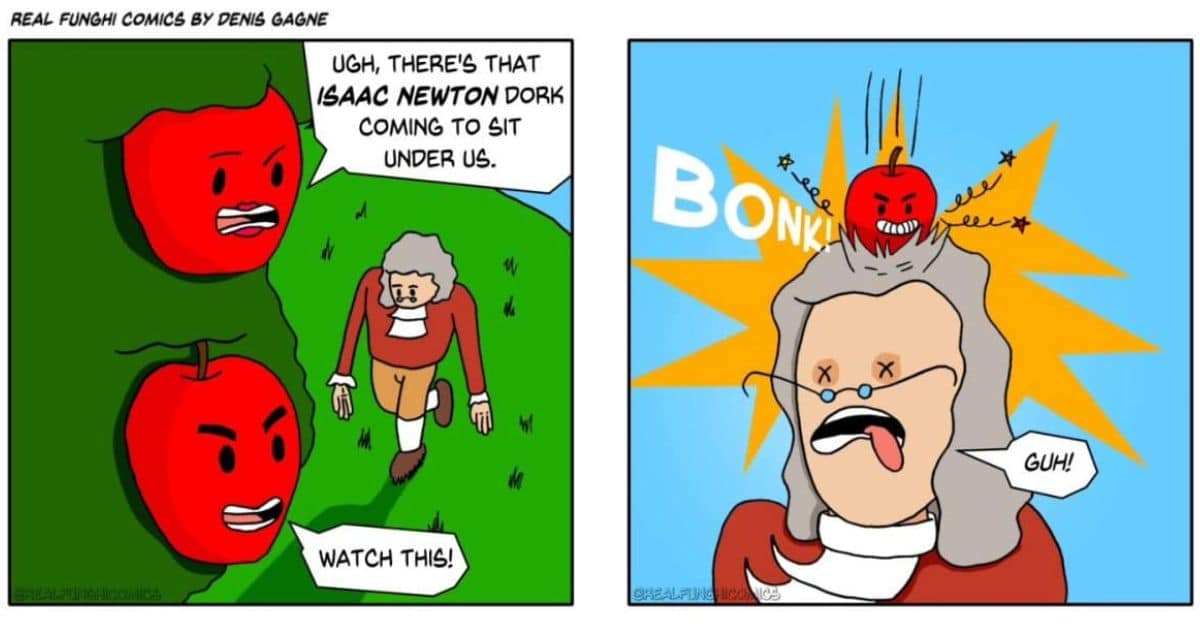 REAL FUNGHI COMICS BY DENIS GAGNE
UGH, THERE'S THAT
ISAAC NEWTON DORK
COMING TO SIT
UNDER US.
WATCH THIS!
@REALFUNGHICOMICS
BONK!
GUH!
@REALFUNGHICOMICS